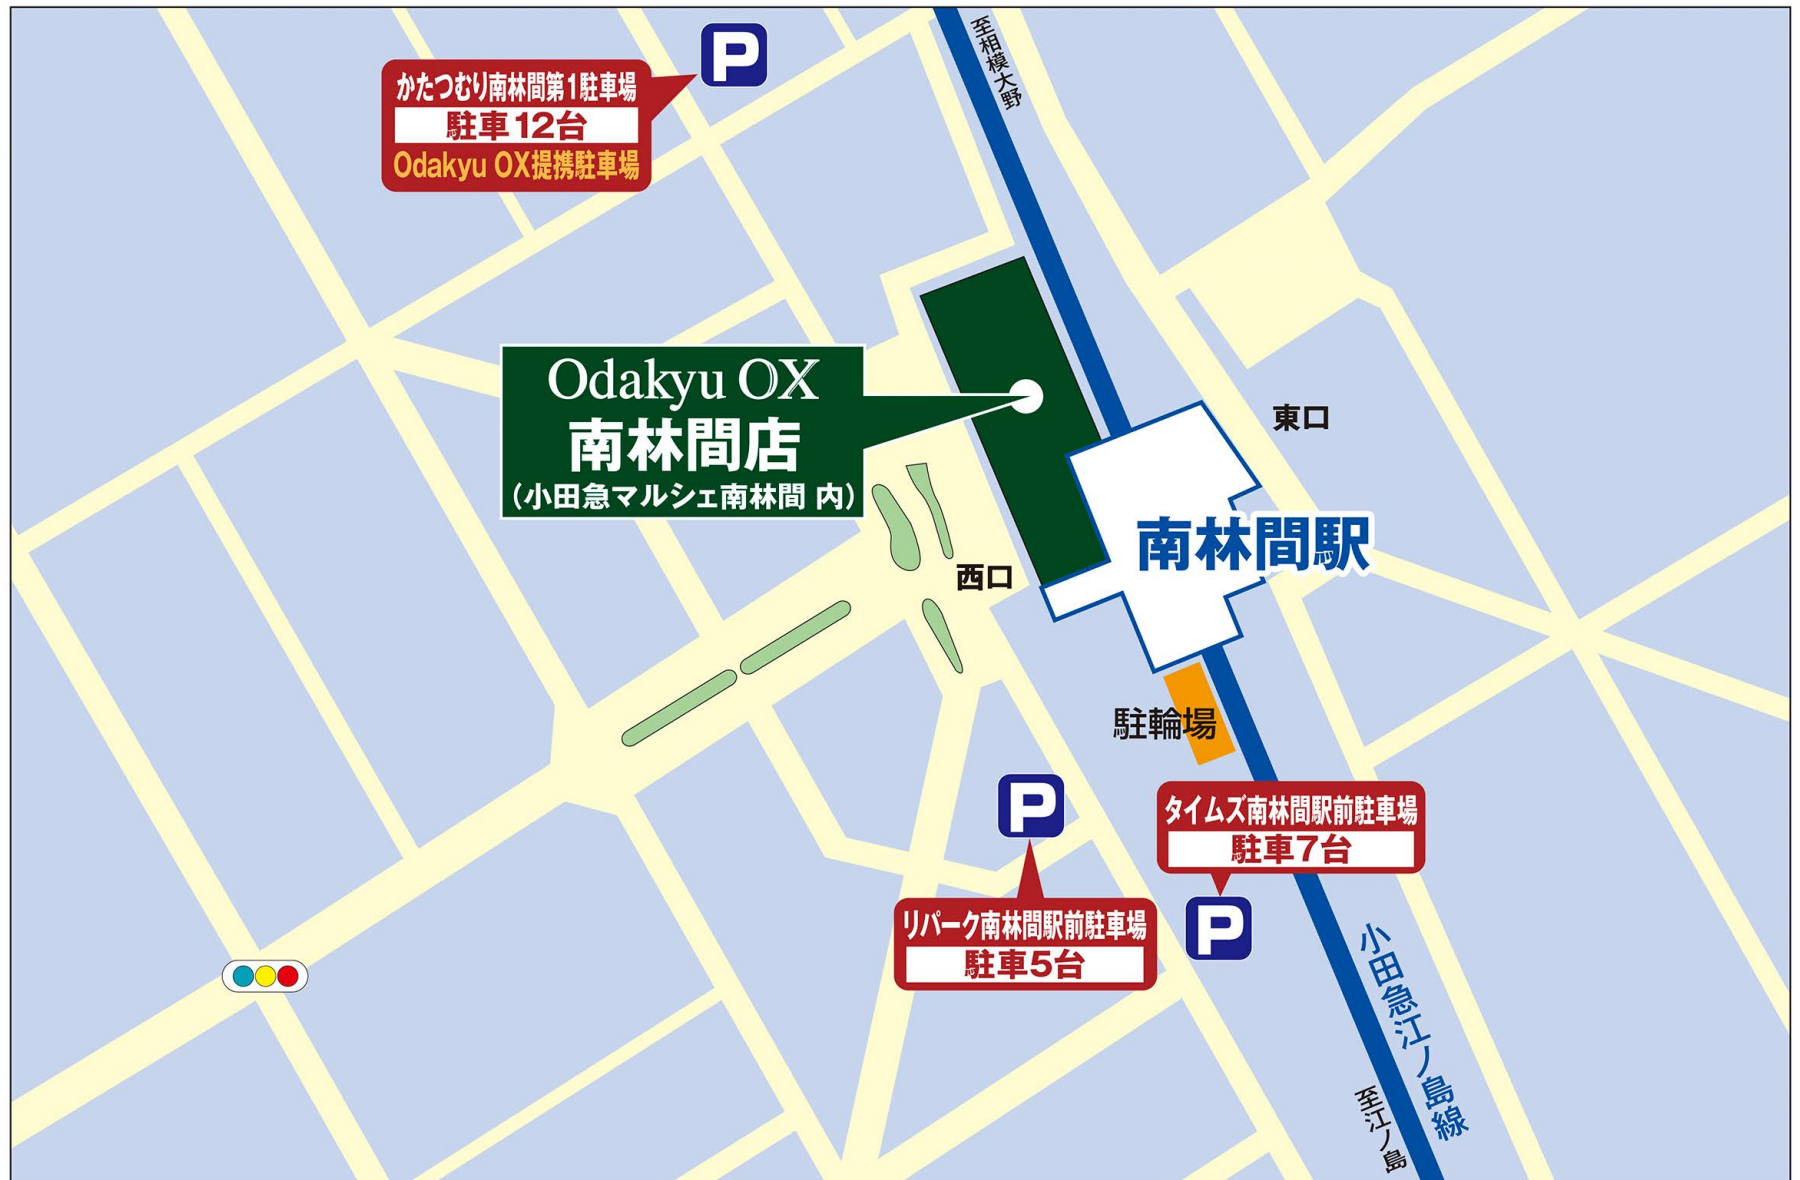 至相模大野
P
かたつむり南林間第1駐車場
駐車12台
Odakyu OX提携駐車場
Odakyu OX
南林間店
(小田急マルシェ南林間 内)
東口
南林間駅
西口
駐輪場
P
タイムズ南林間駅前駐車場
駐車7台
リパーク南林間駅前駐車場
駐車5台
P
小田急江ノ島線
至江ノ島